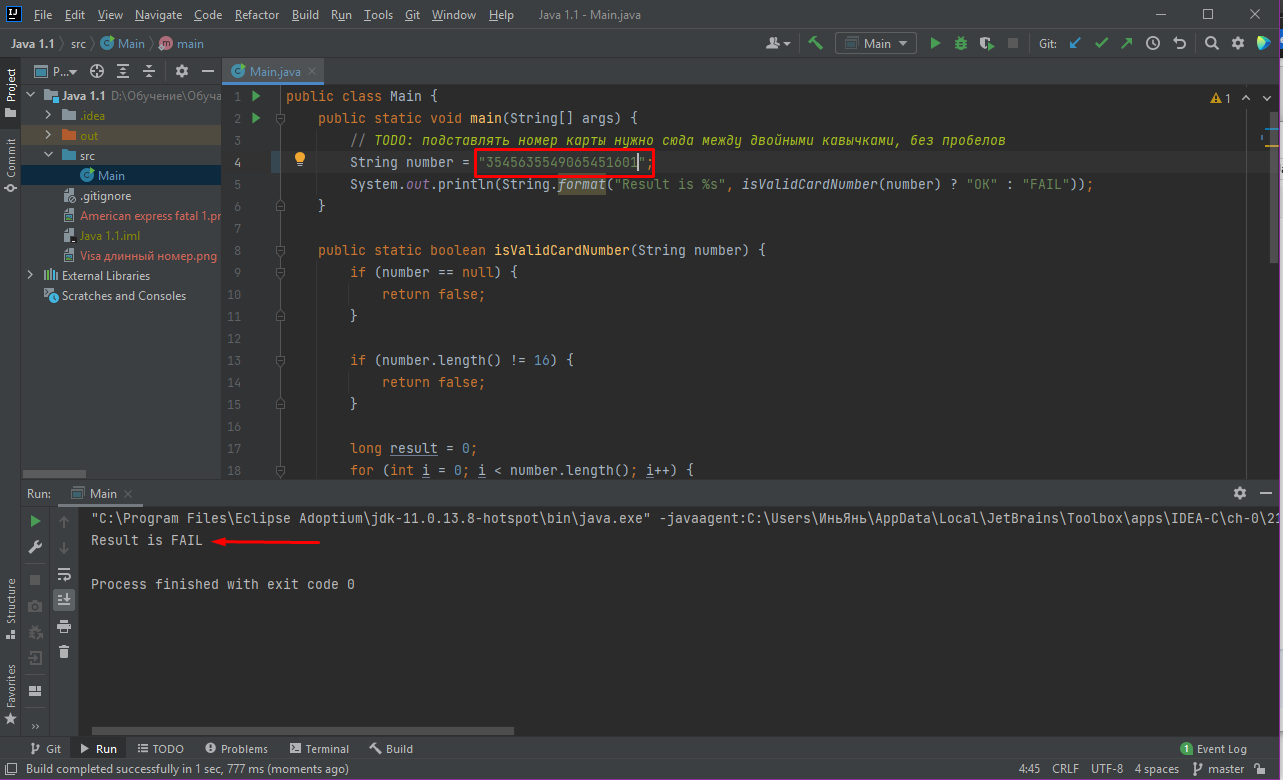 File Edit View Navigate Code Refactor Build Run Tools Git Window Help Java 1.1 - Main.java
Java 1.1 src Main main Main Git:
P... Main.java
Project
Commit
Structure
Favorites
Java 1.1 D:\Обучение\Обуча
.idea
out
src
Main
.gitignore
American express fatal 1.pr
Java 1.1.iml
Visa длинный номер.png
External Libraries
Scratches and Consoles
1 public class Main {
2 public static void main(String[] args) {
3 // TODO: подставлять номер карты нужно сюда между двойными кавычками, без пробелов
4 String number = "3545635549065451601";
5 System.out.println(String.format("Result is %s", isValidCardNumber(number) ? "OK" : "FAIL"));
6 }
7
8 public static boolean isValidCardNumber(String number) {
9 if (number == null) {
10 return false;
11 }
12
13 if (number.length() != 16) {
14 return false;
15 }
16
17 long result = 0;
18 for (int i = 0; i < number.length(); i++) {
1
Run: Main
"C:\Program Files\Eclipse Adoptium\jdk-11.0.13.8-hotspot\bin\java.exe" -javaagent:C:\Users\ИньЯнь\AppData\Local\JetBrains\Toolbox\apps\IDEA-C\ch-0\21
Result is FAIL
Process finished with exit code 0
Git Run TODO Problems Terminal Build 1 Event Log
Build completed successfully in 1 sec, 777 ms (moments ago) 4:45 CRLF UTF-8 4 spaces master